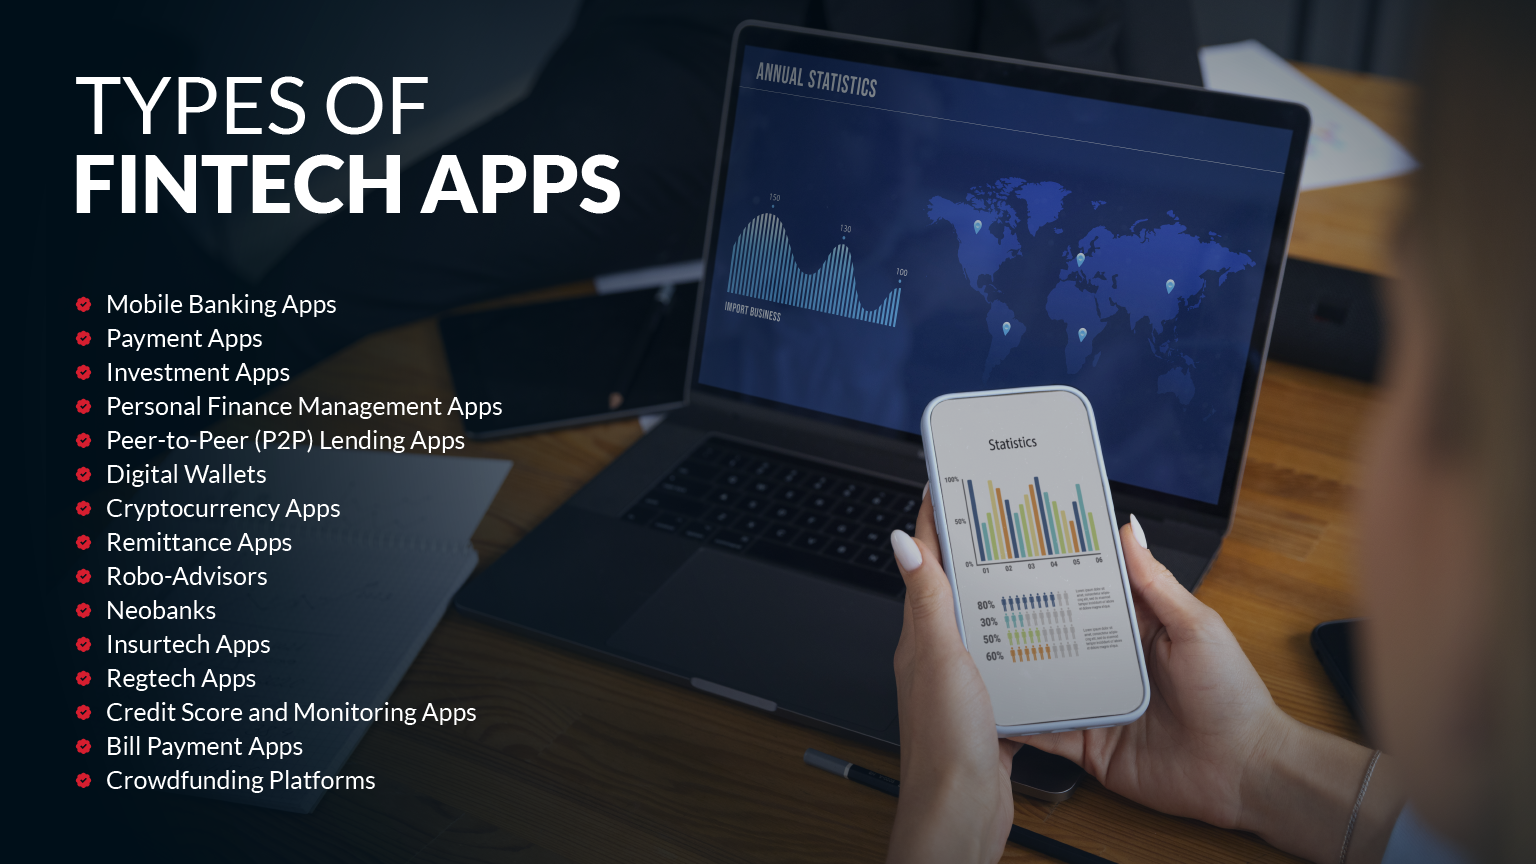 TYPES OF
FINTECH APPS
Mobile Banking Apps
Payment Apps
Investment Apps
Personal Finance Management Apps
Peer-to-Peer (P2P) Lending Apps
Digital Wallets
Cryptocurrency Apps
Remittance Apps
Robo-Advisors
Neobanks
Insurtech Apps
Regtech Apps
Credit Score and Monitoring Apps
Bill Payment Apps
Crowdfunding Platforms
ANNUAL STATISTICS
150
130
100
IMPORT BUSINESS
Statistics
100%
50%
0%
01 02 03 04 05 06
80%
30%
50%
60%